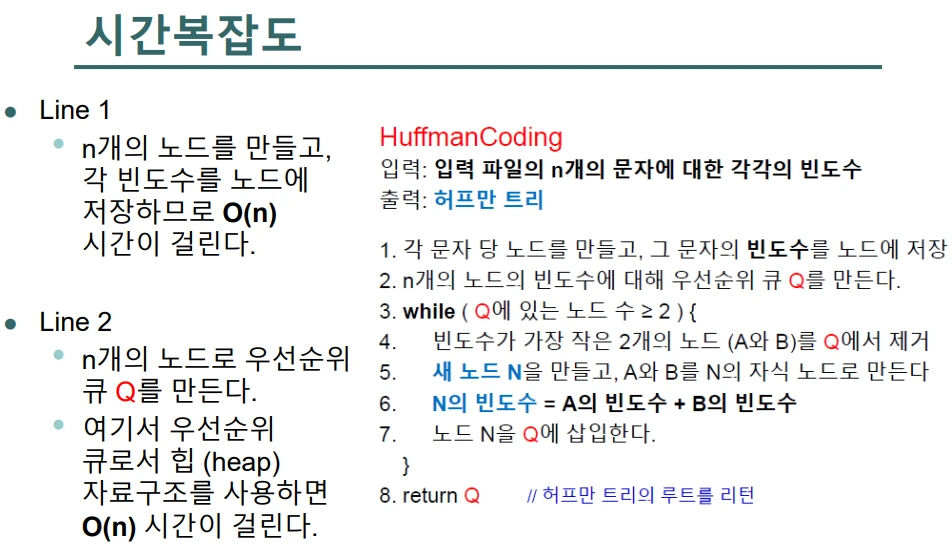 시간복잡도
Line 1
n개의 노드를 만들고,
각 빈도수를 노드에
저장하므로 O(n)
시간이 걸린다.
Line 2
n개의 노드로 우선순위
큐 Q를 만든다.
여기서 우선순위
큐로서 힙 (heap)
자료구조를 사용하면
O(n) 시간이 걸린다.
HuffmanCoding
입력: 입력 파일의 n개의 문자에 대한 각각의 빈도수
출력: 허프만 트리
1. 각 문자 당 노드를 만들고, 그 문자의 빈도수를 노드에 저장
2. n개의 노드의 빈도수에 대해 우선순위 큐 Q를 만든다.
3. while ( Q에 있는 노드 수 ≥ 2 ) {
4. 빈도수가 가장 작은 2개의 노드 (A와 B)를 Q에서 제거
5. 새 노드 N을 만들고, A와 B를 N의 자식 노드로 만든다
6. N의 빈도수 = A의 빈도수 + B의 빈도수
7. 노드 N을 Q에 삽입한다.
}
8. return Q // 허프만 트리의 루트를 리턴